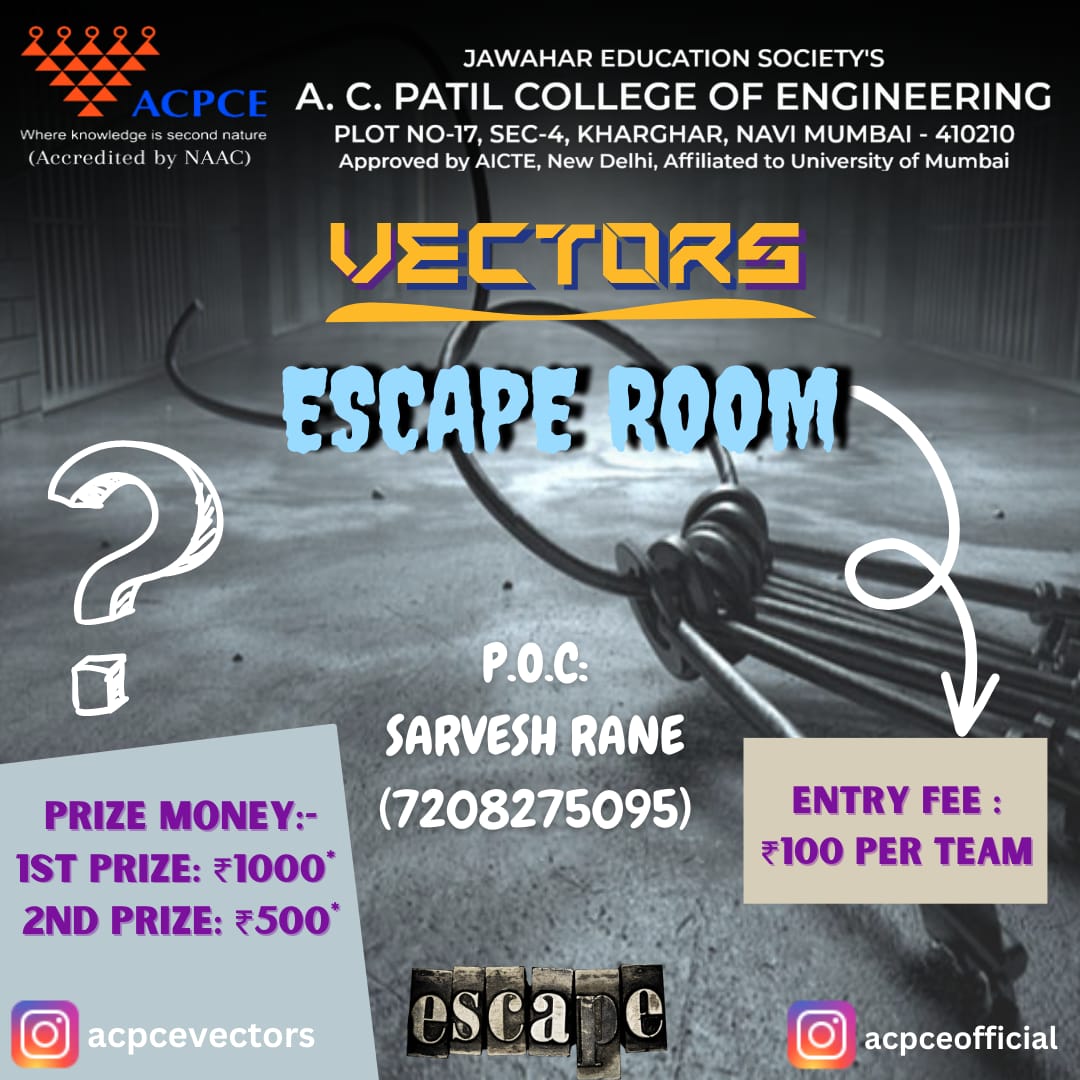 ACPCE
Where knowledge is second nature
(Accredited by NAAC)
JAWAHAR EDUCATION SOCIETY'S
A. C. PATIL COLLEGE OF ENGINEERING
PLOT NO-17, SEC-4, KHARGHAR, NAVI MUMBAI - 410210
Approved by AICTE, New Delhi, Affiliated to University of Mumbai
VECTORS
ESCAPE ROOM
P.O.C:
SARVESH RANE
(7208275095)
PRIZE MONEY:-
1ST PRIZE: ₹1000*
2ND PRIZE: ₹500*
ENTRY FEE :
₹100 PER TEAM
escape
acpcevectors
acpceofficial